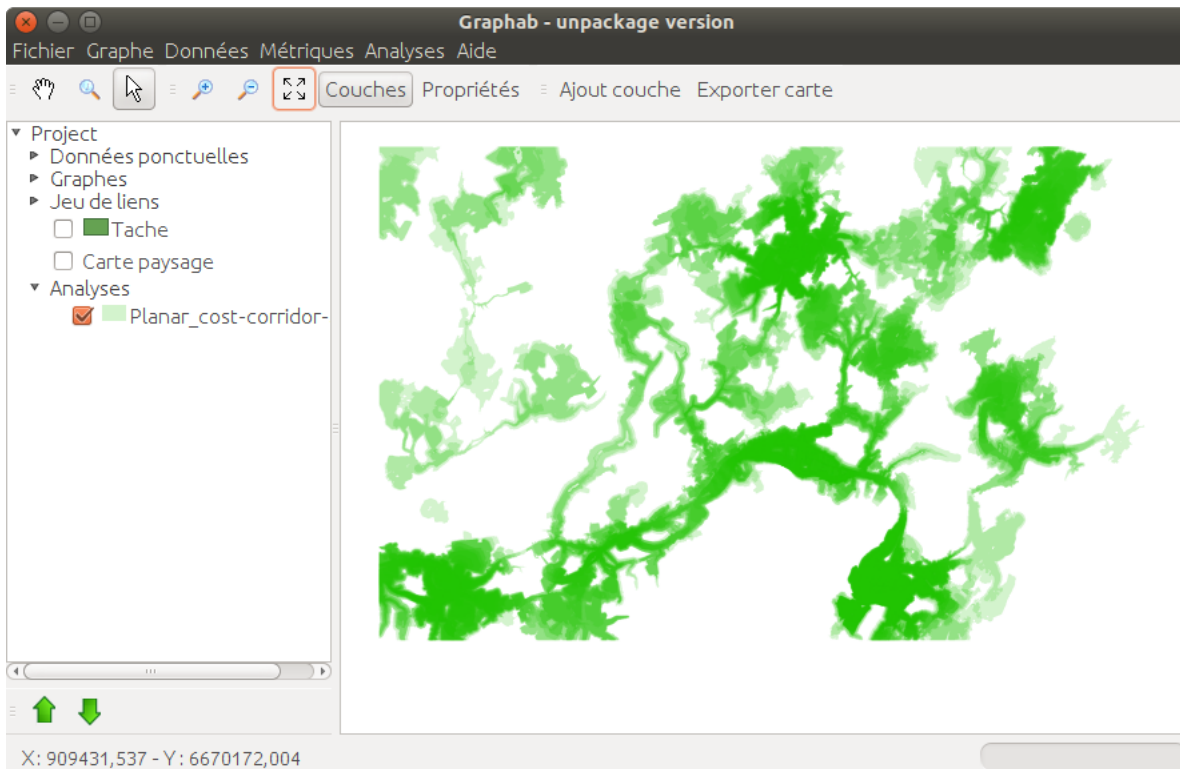 Graphab - unpackage version
Fichier Graphe Données Métriques Analyses Aide
Couches Propriétés Ajout couche Exporter carte
Project
Données ponctuelles
Graphes
Jeu de liens
Tache
Carte paysage
Analyses
Planar_cost-corridor-
X: 909431,537 - Y: 6670172,004